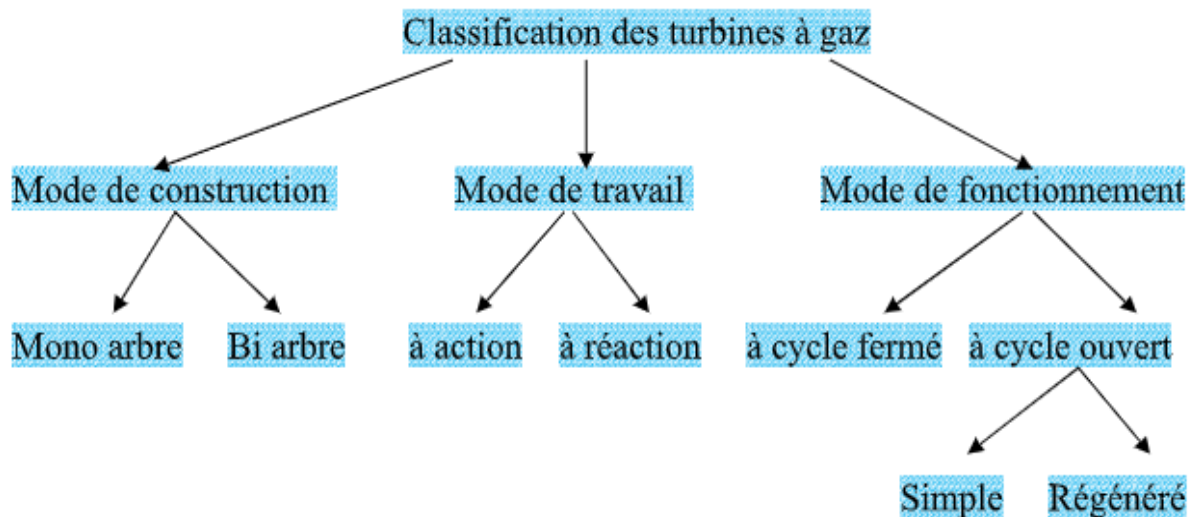 Classification des turbines à gaz
Mode de construction
Mode de travail
Mode de fonctionnement
Mono arbre
Bi arbre
à action
à réaction
à cycle fermé
à cycle ouvert
Simple
Régénéré